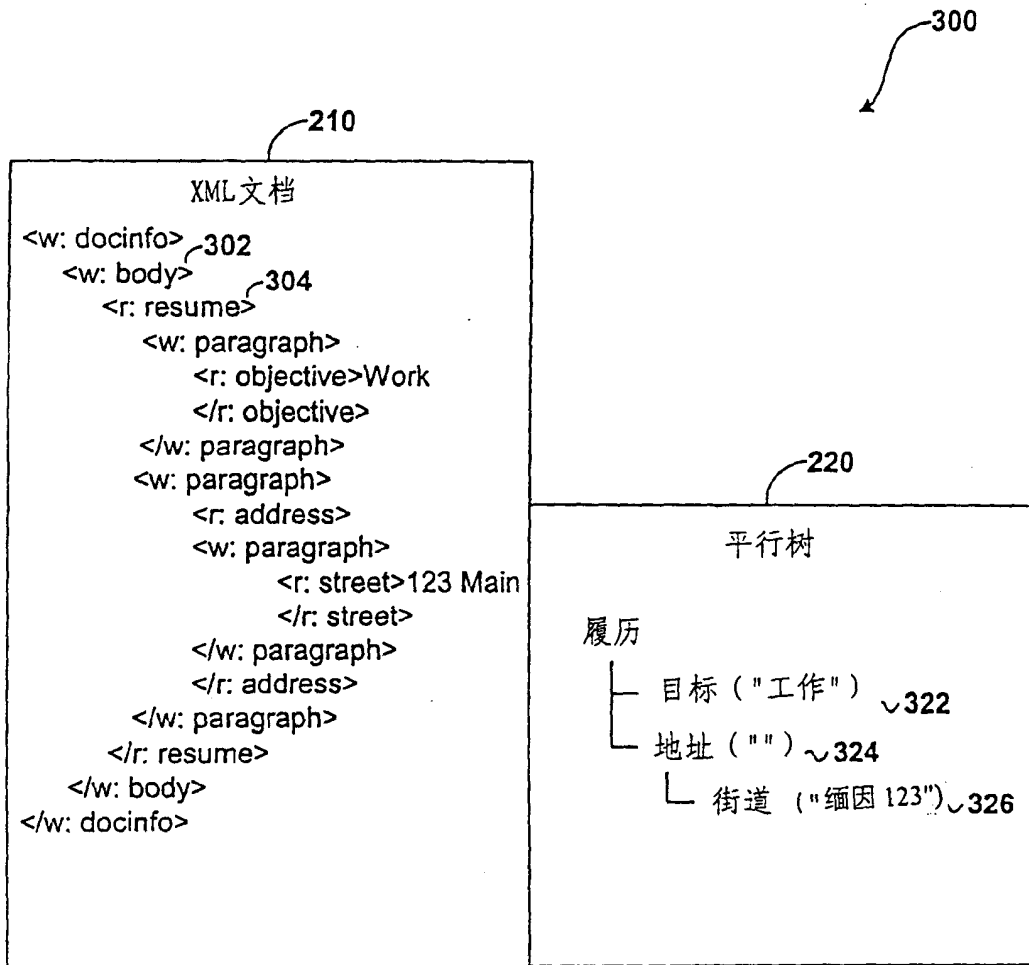 300
210
XML文档
<w: docinfo>
<w: body>302
<r: resume>304
<w: paragraph>
<r: objective>Work
</r: objective>
</w: paragraph>
<w: paragraph>
<r: address>
<w: paragraph>
<r: street>123 Main
</r: street>
</w: paragraph>
</r: address>
</w: paragraph>
</r: resume>
</w: body>
</w: docinfo>
220
平行树
履历
目标 ("工作") 322
地址 ("") 324
街道 ("缅因 123") 326